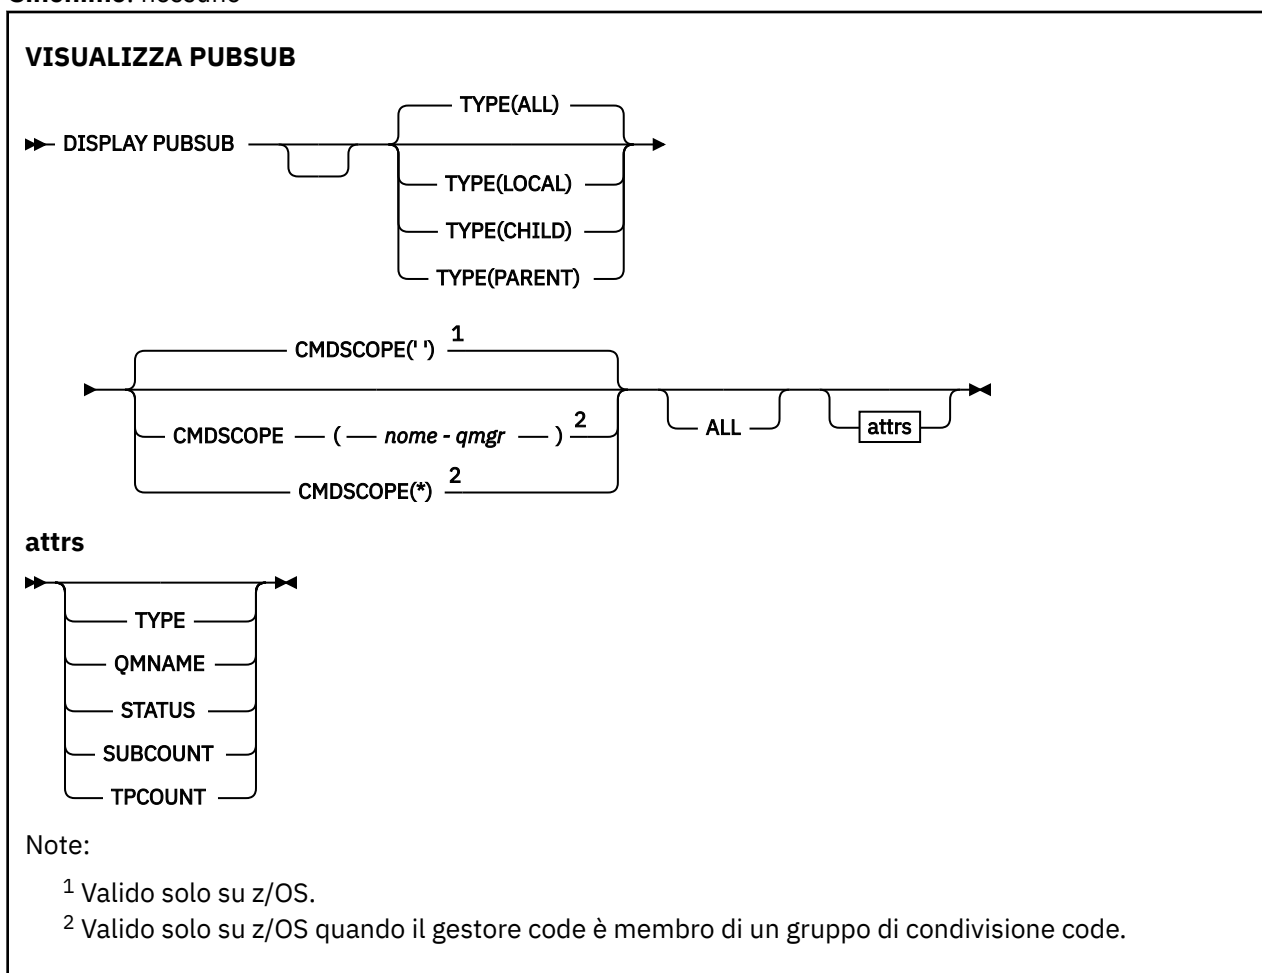 VISUALIZZA PUBSUB
TYPE(ALL)
DISPLAY PUBSUB
TYPE(LOCAL)
TYPE(CHILD)
TYPE(PARENT)
CMDSCOPE(' ') 1
CMDSCOPE ( nome - qmgr ) 2
ALL
attrs
CMDSCOPE(*) 2
attrs
TYPE
QMNAME
STATUS
SUBCOUNT
TPCOUNT
Note:
1 Valido solo su z/OS.
2 Valido solo su z/OS quando il gestore code è membro di un gruppo di condivisione code.